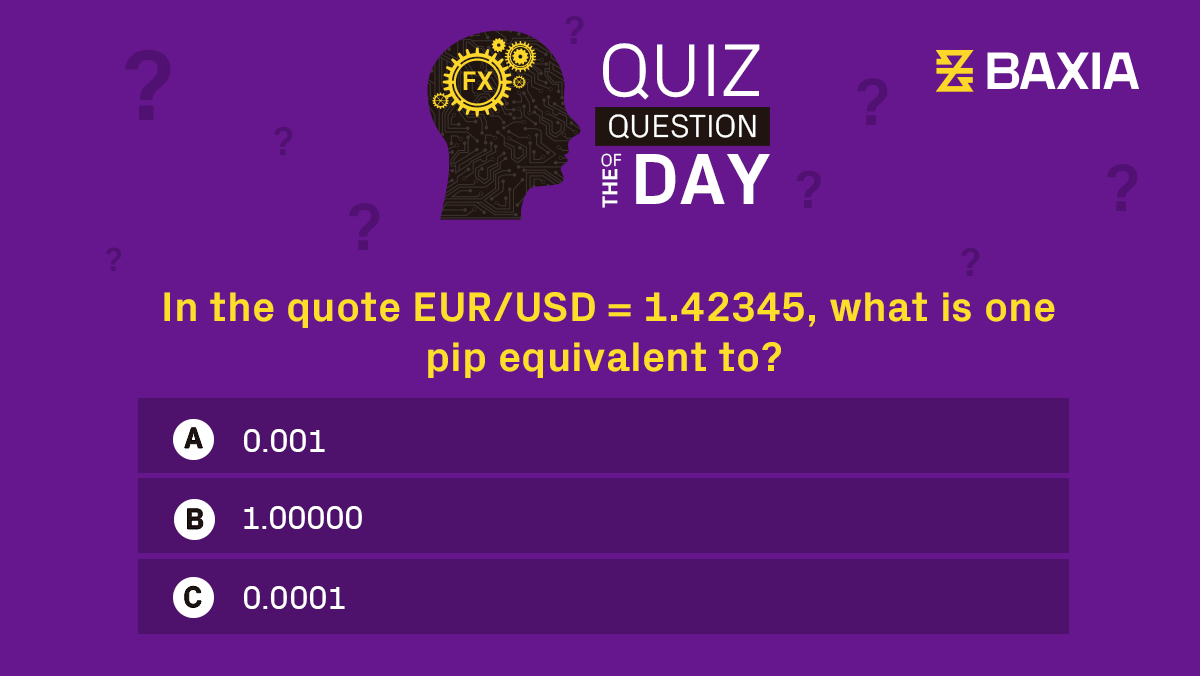 FX
QUIZ
QUESTION
OF THE
DAY
BAXIA
In the quote EUR/USD = 1.42345, what is one
pip equivalent to?
A 0.001
B 1.00000
C 0.0001